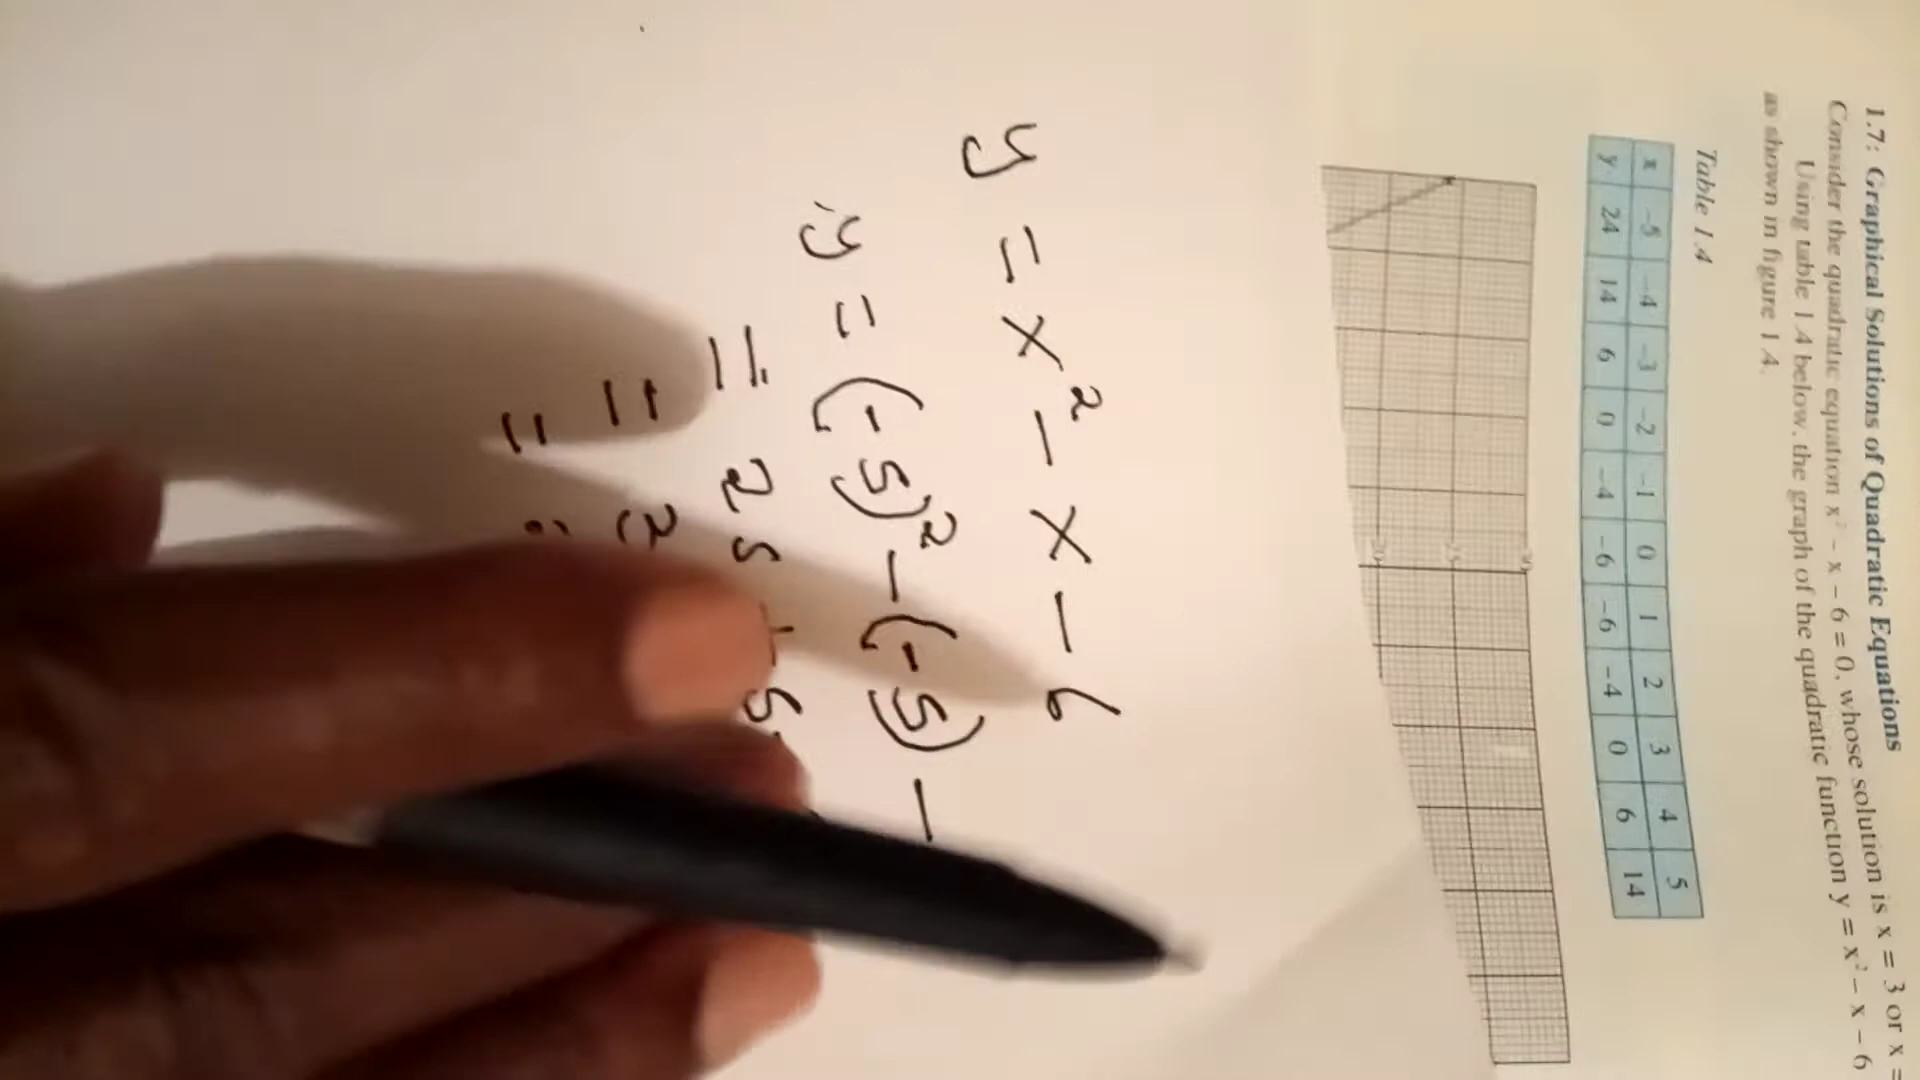 1.7: Graphical Solutions of Quadratic Equations
Consider the quadratic equation x² – x – 6 = 0, whose solution is x = 3 or x =
Using table 1.4 below, the graph of the quadratic function y = x² – x – 6
as shown in figure 1.4.
Table 1.4
x –5 –4 –3 –2 –1 0 1 2 3 4 5
y 24 14 6 0 –4 –6 –6 –4 0 6 14
y = x² – x – 6
y = (–5)² – (–5) –
= 25 + 5
=
=